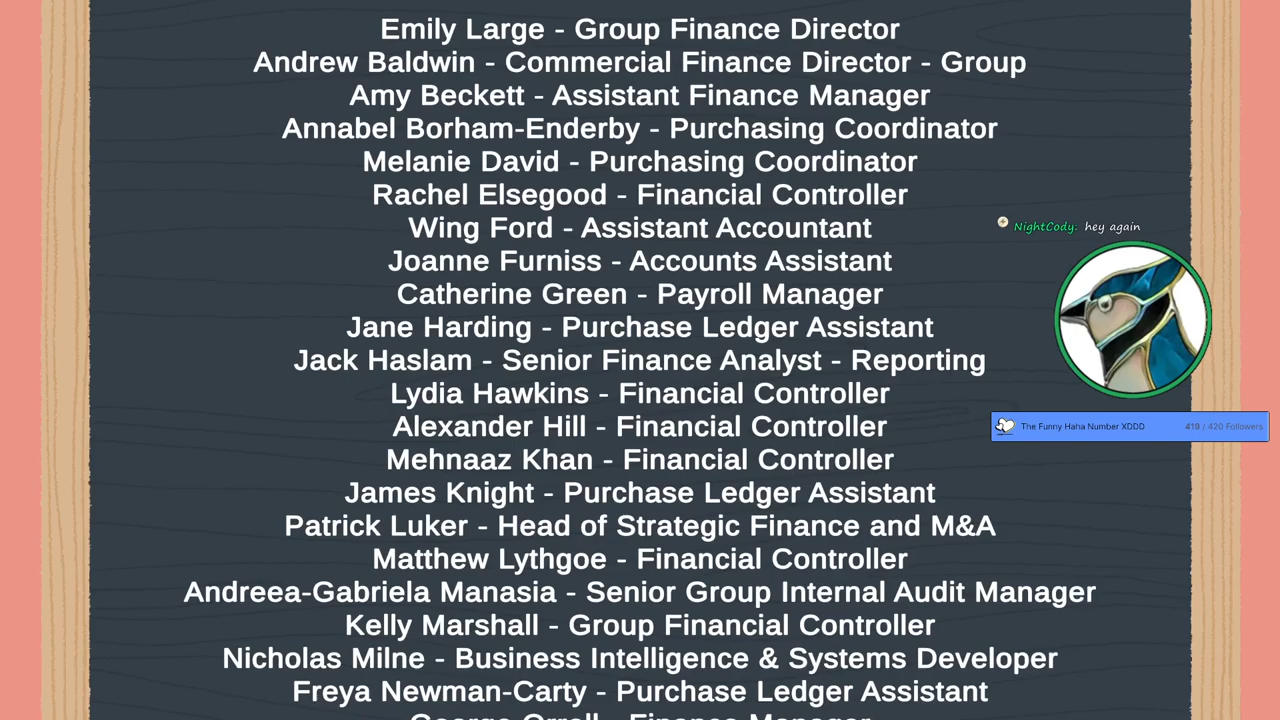 Emily Large - Group Finance Director
Andrew Baldwin - Commercial Finance Director - Group
Amy Beckett - Assistant Finance Manager
Annabel Borham-Enderby - Purchasing Coordinator
Melanie David - Purchasing Coordinator
Rachel Elsegood - Financial Controller
Wing Ford - Assistant Accountant
NightCody: hey again
Joanne Furniss - Accounts Assistant
Catherine Green - Payroll Manager
Jane Harding - Purchase Ledger Assistant
Jack Haslam - Senior Finance Analyst - Reporting
Lydia Hawkins - Financial Controller
Alexander Hill - Financial Controller
The Funny Haha Number XDDD 419 / 420 Followers
Mehnaaz Khan - Financial Controller
James Knight - Purchase Ledger Assistant
Patrick Luker - Head of Strategic Finance and M&A
Matthew Lythgoe - Financial Controller
Andreea-Gabriela Manasia - Senior Group Internal Audit Manager
Kelly Marshall - Group Financial Controller
Nicholas Milne - Business Intelligence & Systems Developer
Freya Newman-Carty - Purchase Ledger Assistant
George Orrell - Finance Manager